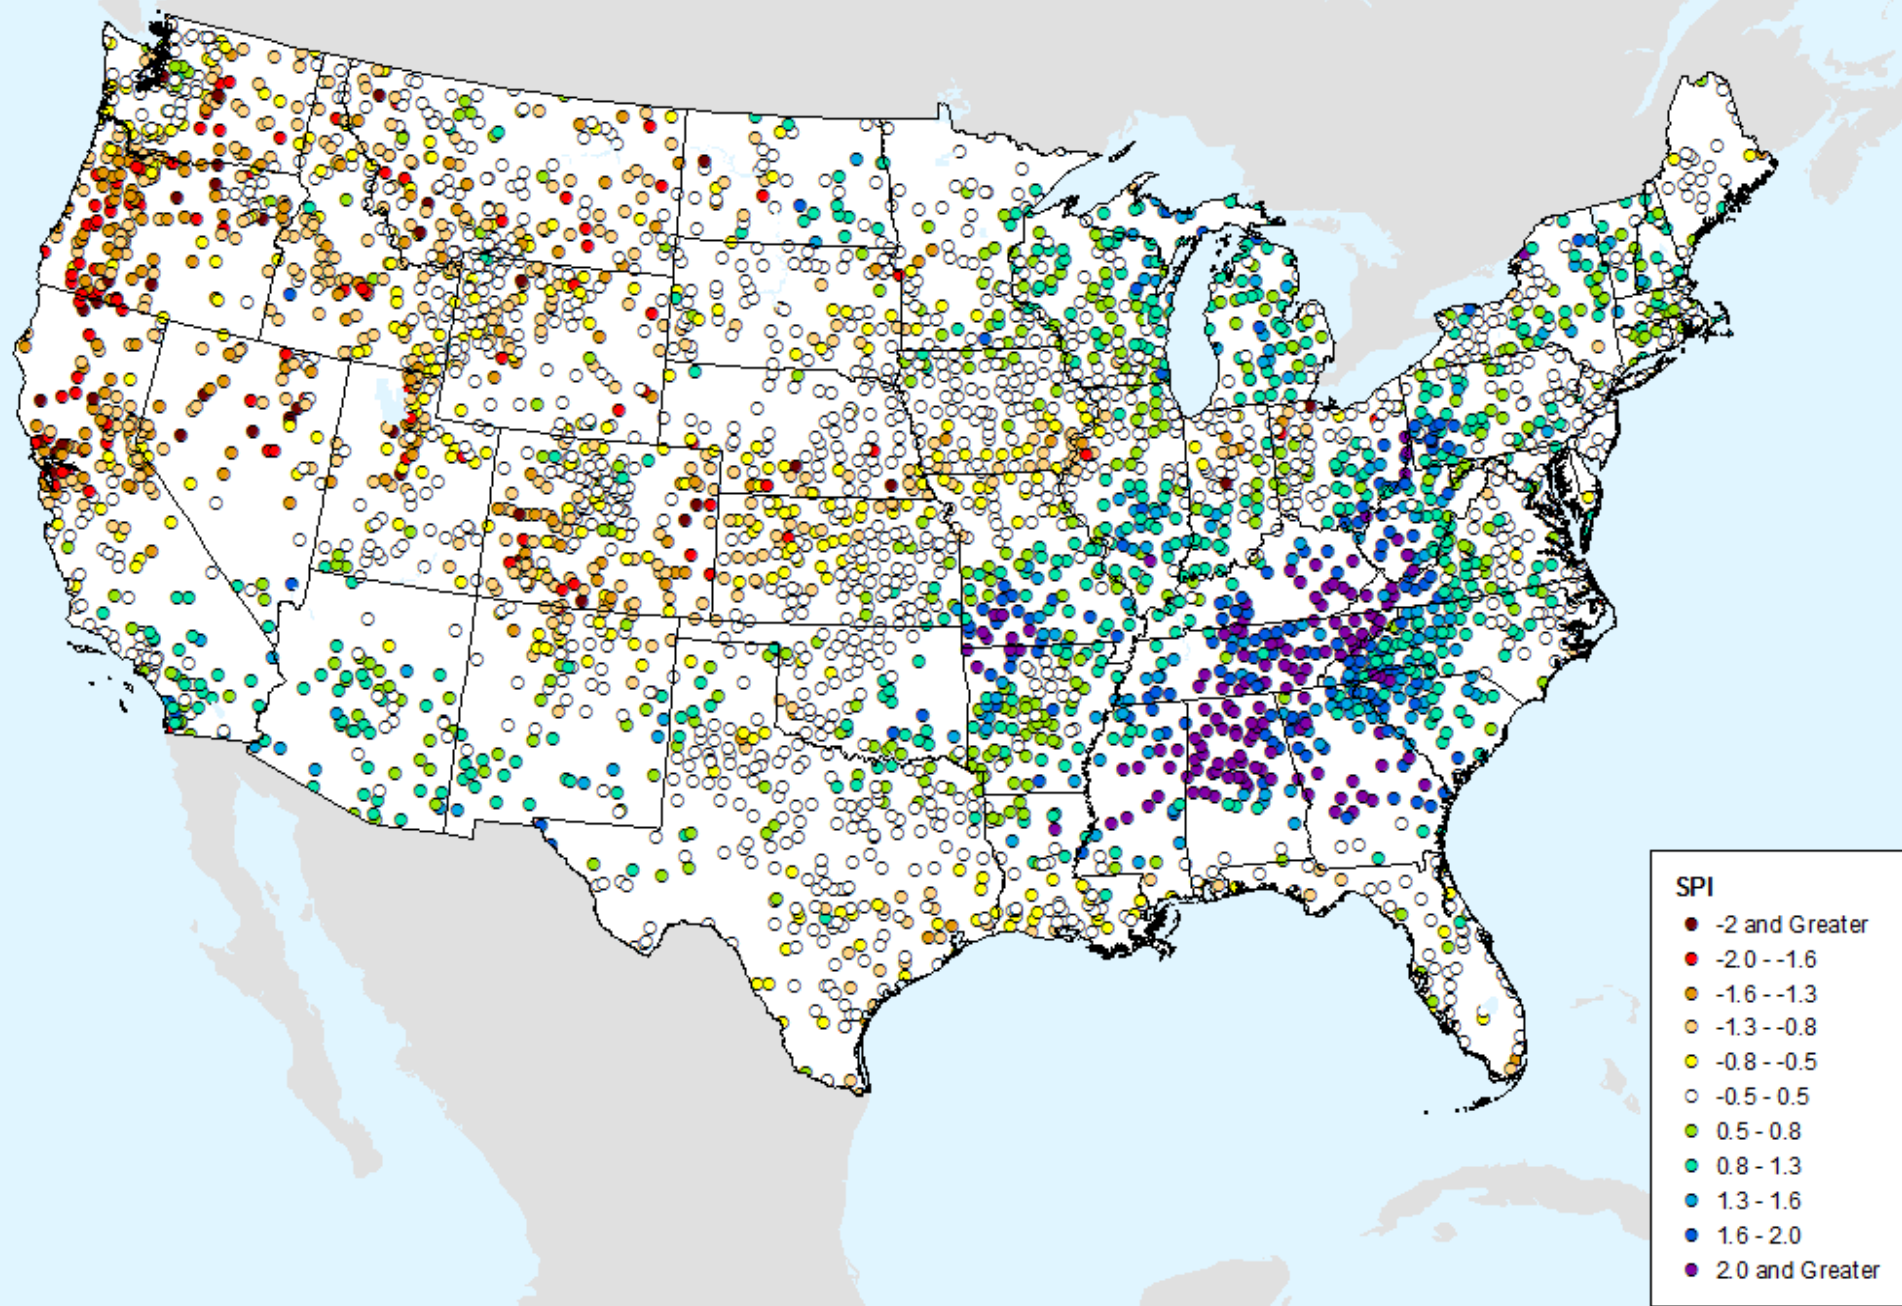 SPI
-2 and Greater
-2.0 - -1.6
-1.6 - -1.3
-1.3 - -0.8
-0.8 - -0.5
-0.5 - 0.5
0.5 - 0.8
0.8 - 1.3
1.3 - 1.6
1.6 - 2.0
2.0 and Greater